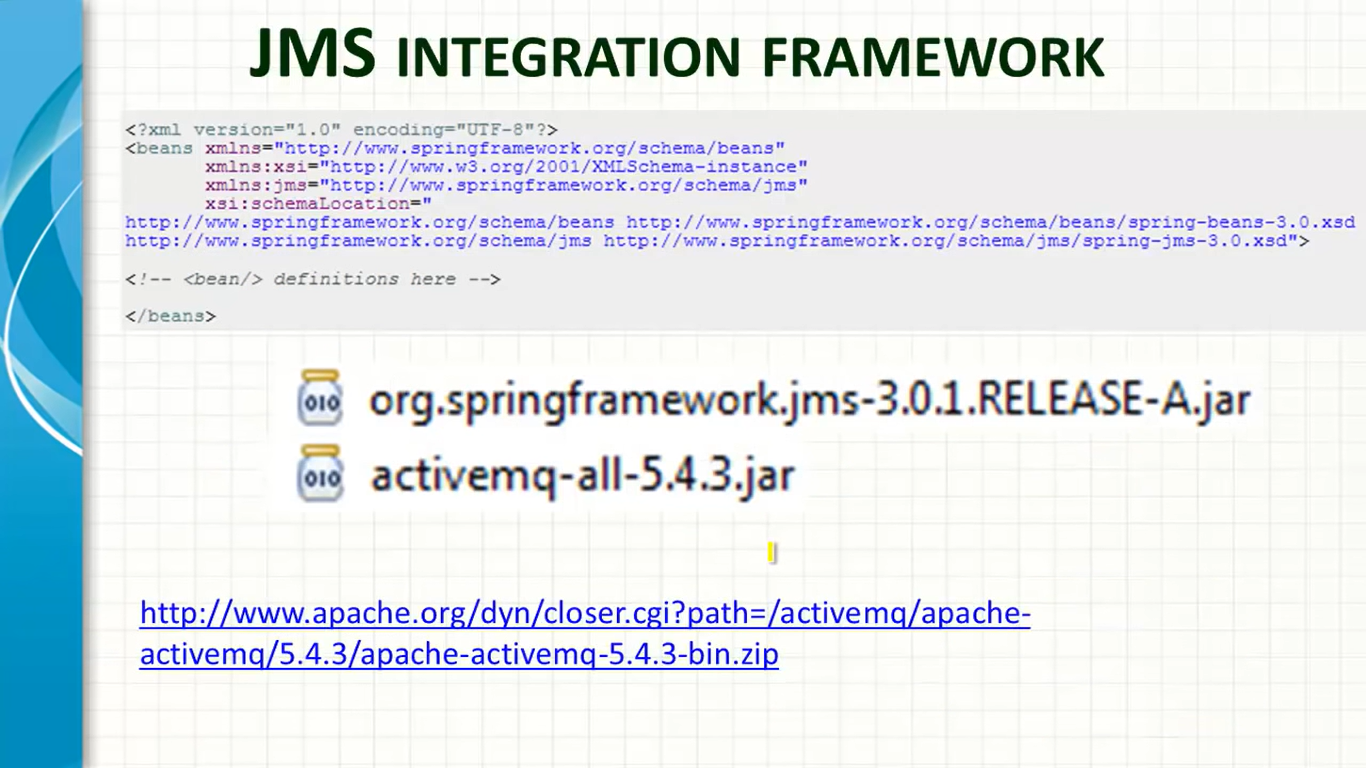 JMS INTEGRATION FRAMEWORK
<?xml version="1.0" encoding="UTF-8"?>
<beans xmlns="http://www.springframework.org/schema/beans"
xmlns:xsi="http://www.w3.org/2001/XMLSchema-instance"
xmlns:jms="http://www.springframework.org/schema/jms"
xsi:schemaLocation="
http://www.springframework.org/schema/beans http://www.springframework.org/schema/beans/spring-beans-3.0.xsd
http://www.springframework.org/schema/jms http://www.springframework.org/schema/jms/spring-jms-3.0.xsd">
<!-- <bean/> definitions here -->
</beans>
010 org.springframework.jms-3.0.1.RELEASE-A.jar
010 activemq-all-5.4.3.jar
http://www.apache.org/dyn/closer.cgi?path=/activemq/apache-
activemq/5.4.3/apache-activemq-5.4.3-bin.zip